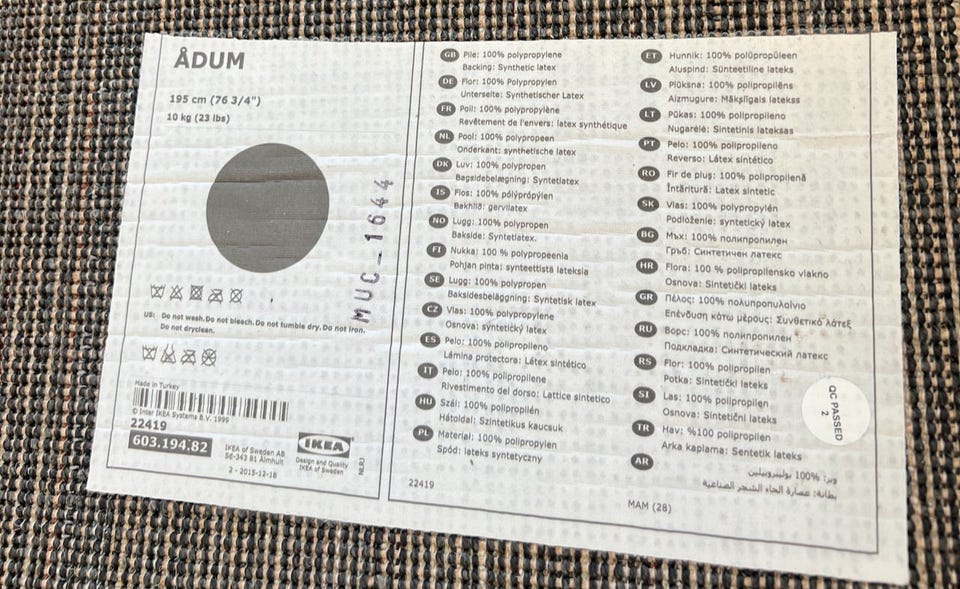 ÅDUM
195 cm (76 3/4")
10 kg (23 lbs)
MUC-1644
US: Do not wash. Do not bleach. Do not tumble dry. Do not iron.
Do not dryclean.
Made in Turkey
© Inter IKEA Systems B.V. 1999
22419
603.194.82
IKEA of Sweden AB
SE-343 81 Älmhult
2 - 2015-12-18
IKEA
Design and Quality
IKEA of Sweden
GB Pile: 100% polypropylene
Backing: Synthetic latex
DE Flor: 100% Polypropylen
Unterseite: Synthetischer Latex
FR Poil: 100% polypropylène
Revêtement de l'envers: latex synthétique
NL Pool: 100% polypropeen
Onderkant: synthetische latex
DK Luv: 100% polypropen
Bagsidebelægning: Syntetlatex
IS Flos: 100% pólýprópýlen
Bakhlið: gervilatex
NO Lugg: 100% polypropen
Bakside: Syntetlatex.
FI Nukka: 100 % polypropeenia
Pohjan pinta: synteettistä lateksia
SE Lugg: 100% polypropen
Baksidesbeläggning: Syntetisk latex
CZ Vlas: 100% polypropylene
Osnova: syntetický latex
ES Pelo: 100% polipropileno
Lámina protectora: Látex sintético
IT Pelo: 100% polipropilene
Rivestimento del dorso: Lattice sintetico
HU Szál: 100% polipropilén
Hátoldal: Szintetikus kaucsuk
PL Materiał: 100% polipropylen
Spód: lateks syntetyczny
22419
ET Hunnik: 100% polüpropüleen
Aluspind: Sünteetiline lateks
LV Plūksna: 100% polipropilēns
Aizmugure: Mākslīgais latekss
LT Pūkas: 100% polipropileno
Nugarėlė: Sintetinis lateksas
PT Pelo: 100% polipropileno
Reverso: Látex sintético
RO Fir de pluş: 100% polipropilenă
Întăritură: Latex sintetic
SK Vlas: 100% polypropylén
Podloženie: syntetický latex
BG Мъх: 100% полипропилен
Гръб: Синтетичен латекс
HR Flora: 100 % polipropilensko vlakno
Osnova: Sintetički lateks
GR Πέλος: 100% πολυπροπυλαίνιο
Επένδυση κάτω μέρους: Συνθετικό λάτεξ
RU Ворс: 100% полипропилен
Подкладка: Синтетический латекс
RS Flor: 100% polipropilen
Potka: Sintetički lateks
SI Las: 100% polipropilen
Osnova: Sintetični lateks
TR Hav: %100 polipropilen
Arka kaplama: Sentetik lateks
AR وبر: 100% بوليبروبيلين
بطانة: عصارة لحاء الشجر الصناعية
MAM (28)
QC PASSED
2